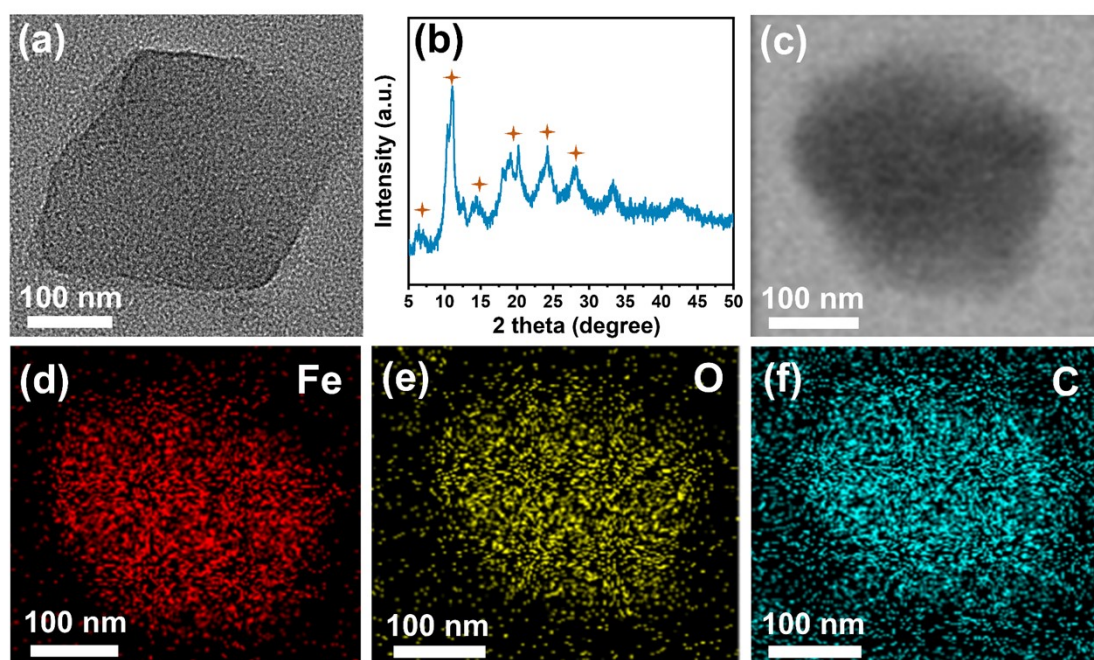 (a)
100 nm
(b)
Intensity (a.u.)
5 10 15 20 25 30 35 40 45 50
2 theta (degree)
(c)
100 nm
(d) Fe
100 nm
(e) O
100 nm
(f) C
100 nm